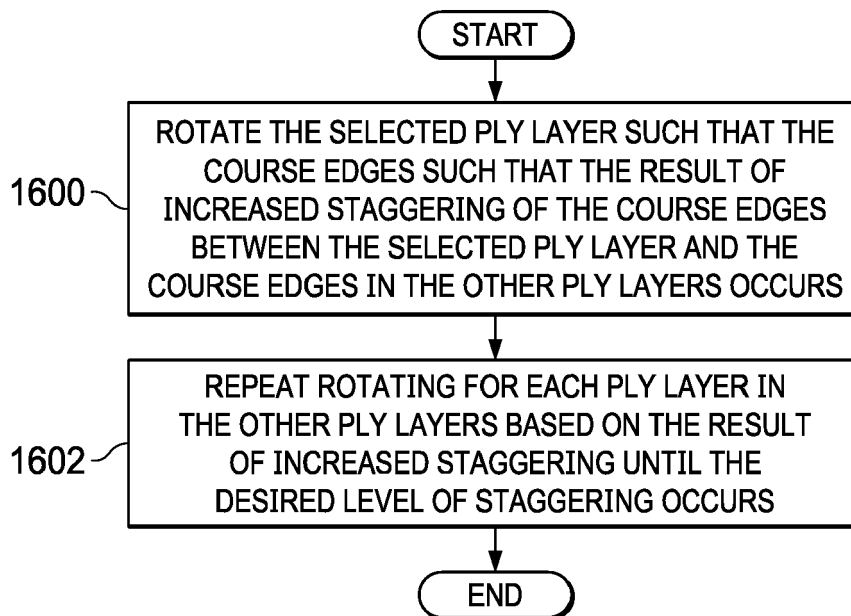 START
ROTATE THE SELECTED PLY LAYER SUCH THAT THE
COURSE EDGES SUCH THAT THE RESULT OF
INCREASED STAGGERING OF THE COURSE EDGES
BETWEEN THE SELECTED PLY LAYER AND THE
COURSE EDGES IN THE OTHER PLY LAYERS OCCURS
1600
REPEAT ROTATING FOR EACH PLY LAYER IN
THE OTHER PLY LAYERS BASED ON THE RESULT
OF INCREASED STAGGERING UNTIL THE
DESIRED LEVEL OF STAGGERING OCCURS
1602
END